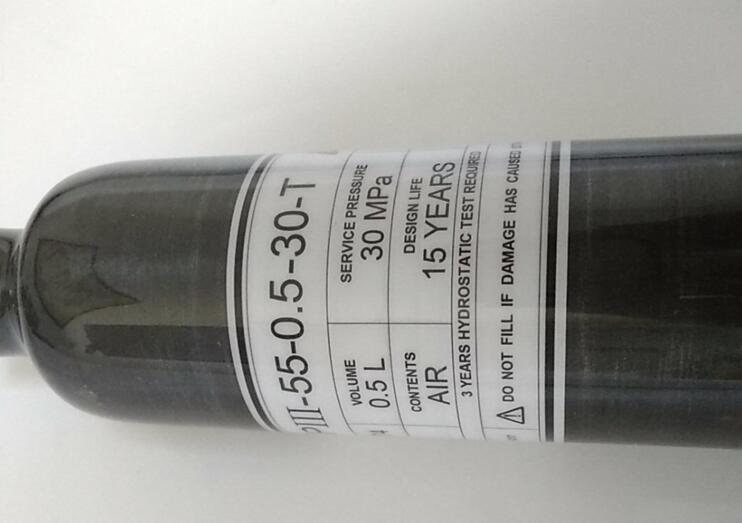 III-55-0.5-30-T
VOLUME
0.5 L
SERVICE PRESSURE
30 MPa
CONTENTS
AIR
DESIGN LIFE
15 YEARS
3 YEARS HYDROSTATIC TEST REQUIRED
DO NOT FILL IF DAMAGE HAS CAUSED